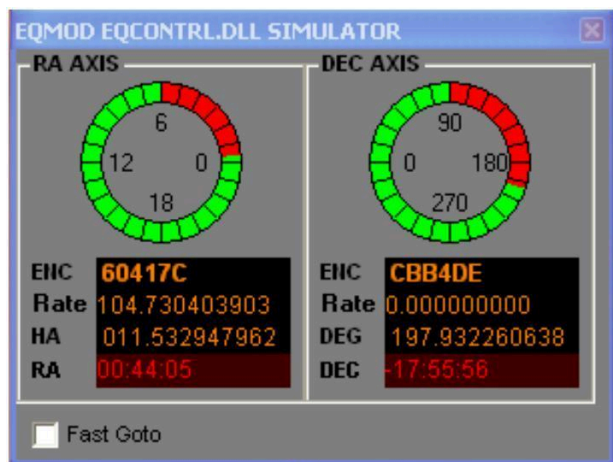 EQMOD EQCONTRL.DLL SIMULATOR
RA AXIS
6
12 0
18
ENC 60417C
Rate 104.730403903
HA 011.532947962
RA 00:44:05
DEC AXIS
90
0 180
270
ENC CBB4DE
Rate 0.000000000
DEG 197.932260638
DEC -17:55:56
Fast Goto